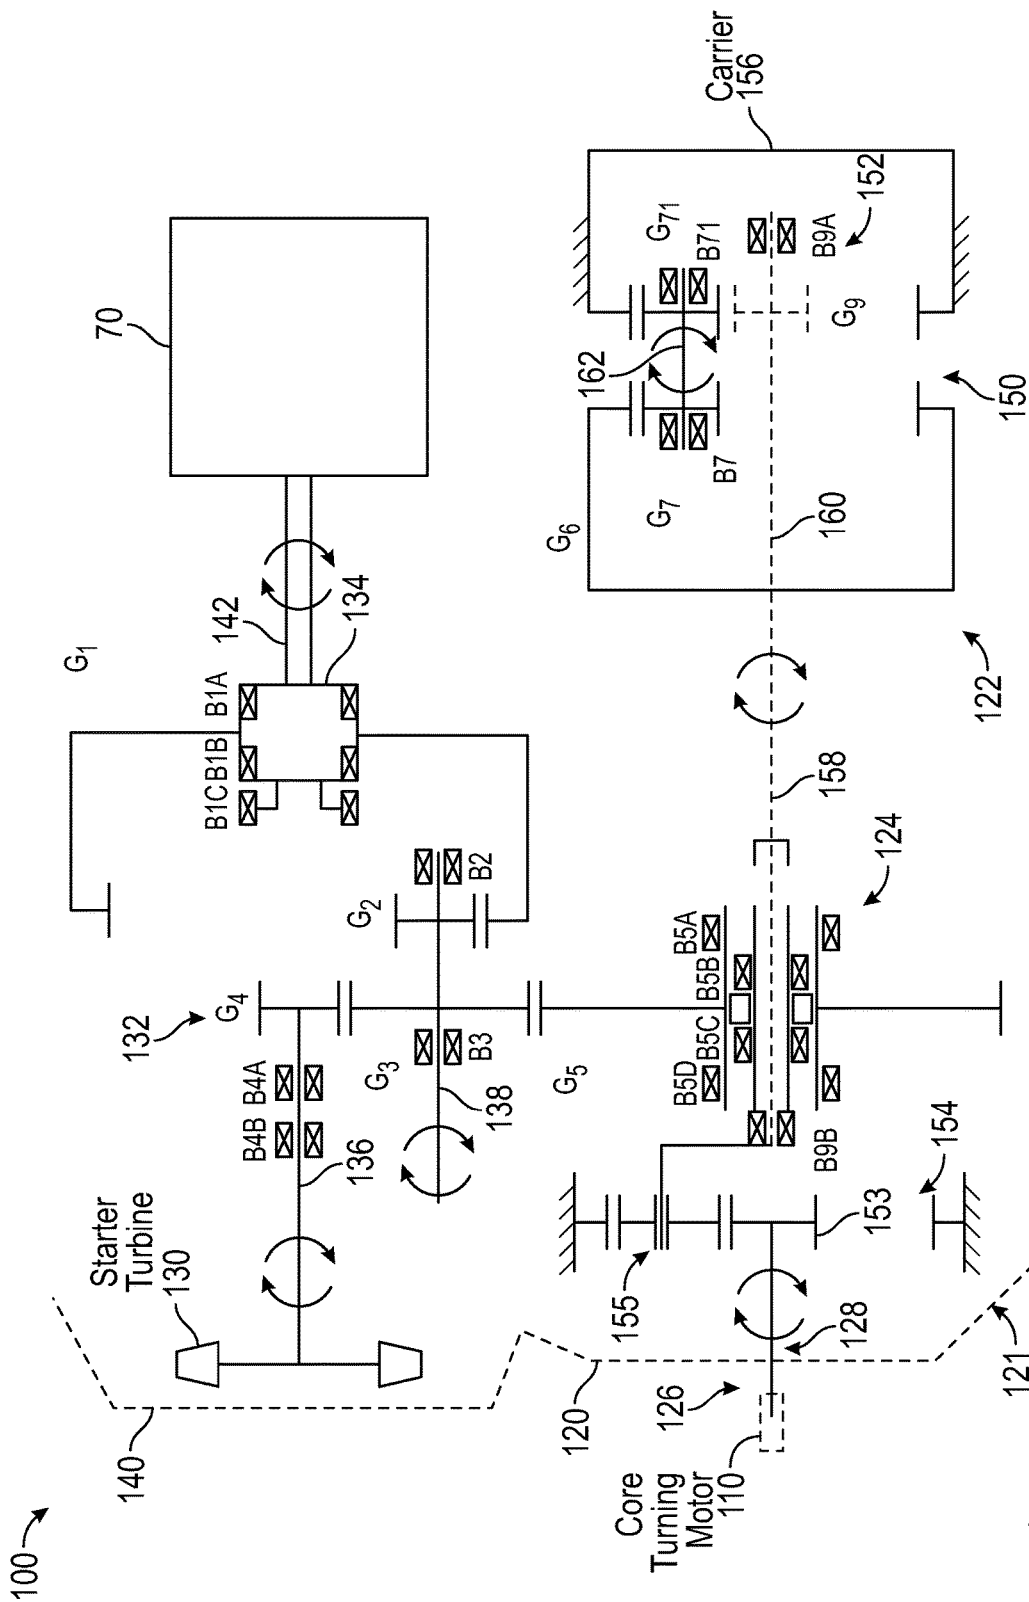 100
140
Starter
Turbine
130
136
B4B
B4A
132
G4
G3
138
B3
G2
B2
B1C
B1B
B1A
G1
142
134
70
Core
Turning
Motor
110
126
120
128
121
155
153
154
B9B
G5
B5D
B5C
B5B
B5A
124
158
122
160
G6
G7
B7
162
150
G71
B71
G9
B9A
152
Carrier
156